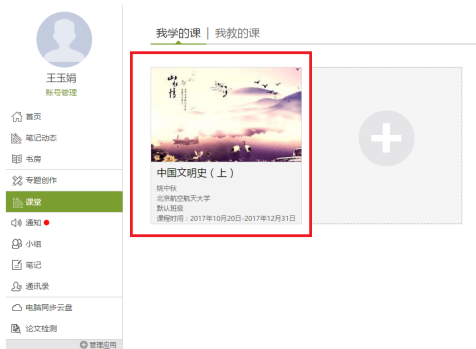 王玉娟
账号管理
首页
笔记动态
书房
专题创作
课堂
通知
小组
笔记
通讯录
电脑同步云盘
论文检测
管理应用
我学的课 | 我教的课
山水情
中国文明史（上）
姚中秋
北京航空航天大学
默认班级
课程时间：2017年10月20日-2017年12月31日